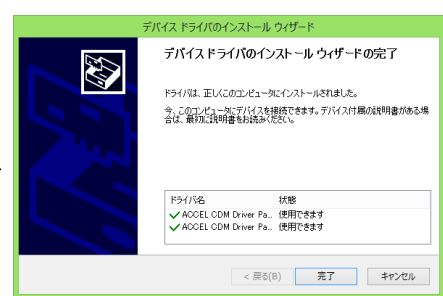 デバイス ドライバのインストール ウィザード
デバイス ドライバのインストール ウィザードの完了
ドライバは、正しくこのコンピュータにインストールされました。
今、このコンピュータにデバイスを接続できます。デバイス付属の説明書がある場
合は、最初に説明書をお読みください。
ドライバ名 状態
ACCEL CDM Driver Pa... 使用できます
ACCEL CDM Driver Pa... 使用できます
< 戻る(B) 完了 キャンセル